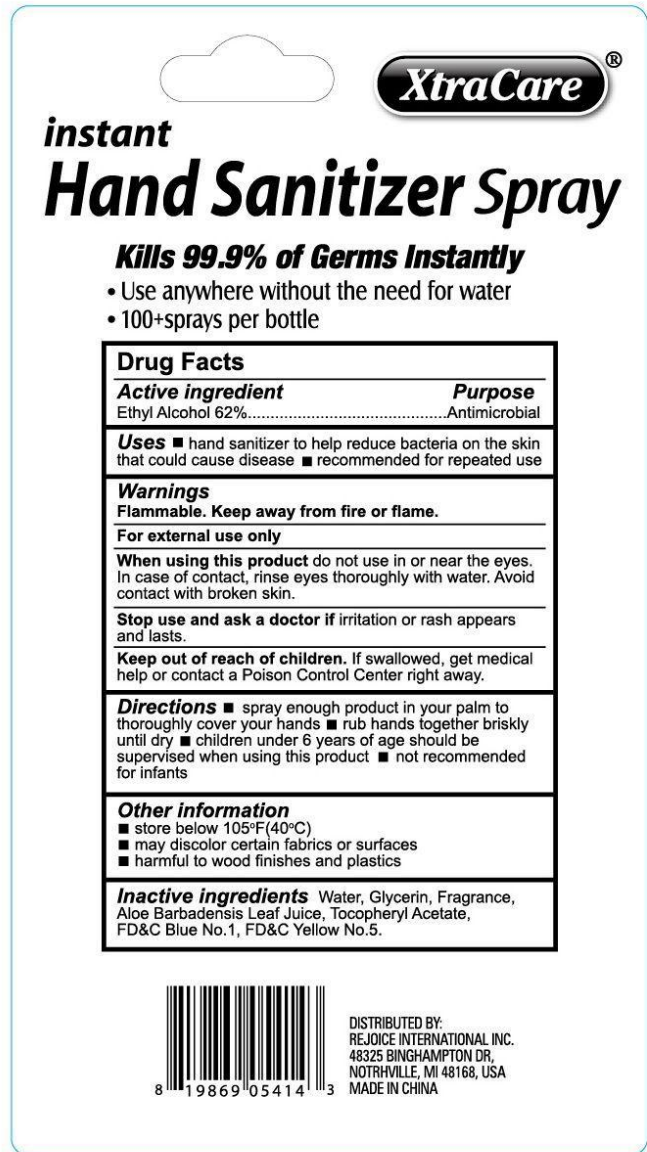 XtraCare®
instant
Hand Sanitizer Spray
Kills 99.9% of Germs Instantly
• Use anywhere without the need for water
• 100+sprays per bottle
Drug Facts
Active ingredient Purpose
Ethyl Alcohol 62%............................................Antimicrobial
Uses ■ hand sanitizer to help reduce bacteria on the skin
that could cause disease ■ recommended for repeated use
Warnings
Flammable. Keep away from fire or flame.
For external use only
When using this product do not use in or near the eyes.
In case of contact, rinse eyes thoroughly with water. Avoid
contact with broken skin.
Stop use and ask a doctor if irritation or rash appears
and lasts.
Keep out of reach of children. If swallowed, get medical
help or contact a Poison Control Center right away.
Directions ■ spray enough product in your palm to
thoroughly cover your hands ■ rub hands together briskly
until dry ■ children under 6 years of age should be
supervised when using this product ■ not recommended
for infants
Other information
■ store below 105°F(40°C)
■ may discolor certain fabrics or surfaces
■ harmful to wood finishes and plastics
Inactive ingredients Water, Glycerin, Fragrance,
Aloe Barbadensis Leaf Juice, Tocopheryl Acetate,
FD&C Blue No.1, FD&C Yellow No.5.
8 19869 05414 3
DISTRIBUTED BY:
REJOICE INTERNATIONAL INC.
48325 BINGHAMPTON DR,
NOTRHVILLE, MI 48168, USA
MADE IN CHINA